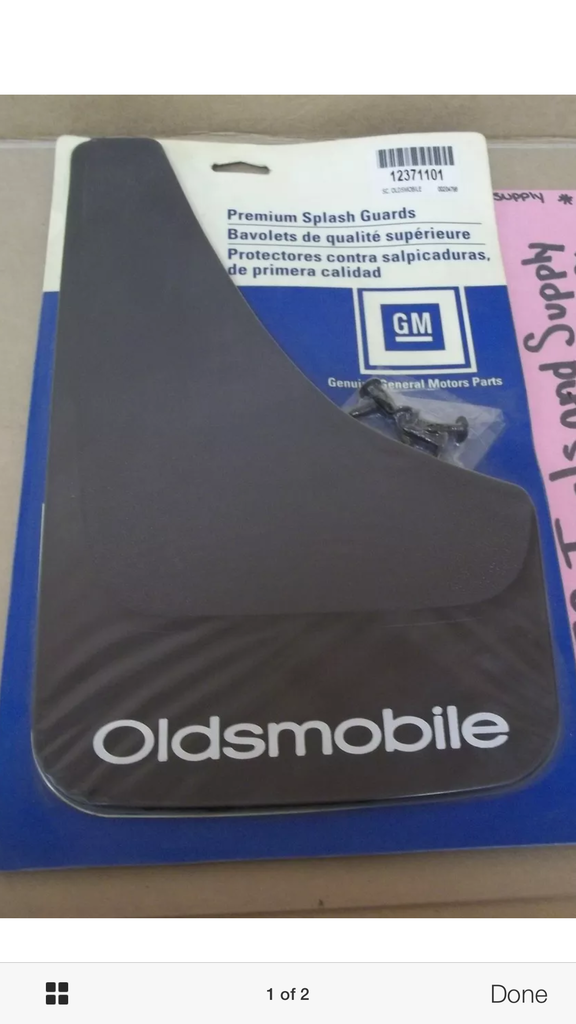 12371101
Premium Splash Guards
Bavolets de qualité supérieure
Protectores contra salpicaduras,
de primera calidad
GM
General Motors Parts
SUPPLY *
Island Supply
Oldsmobile
1 of 2
Done